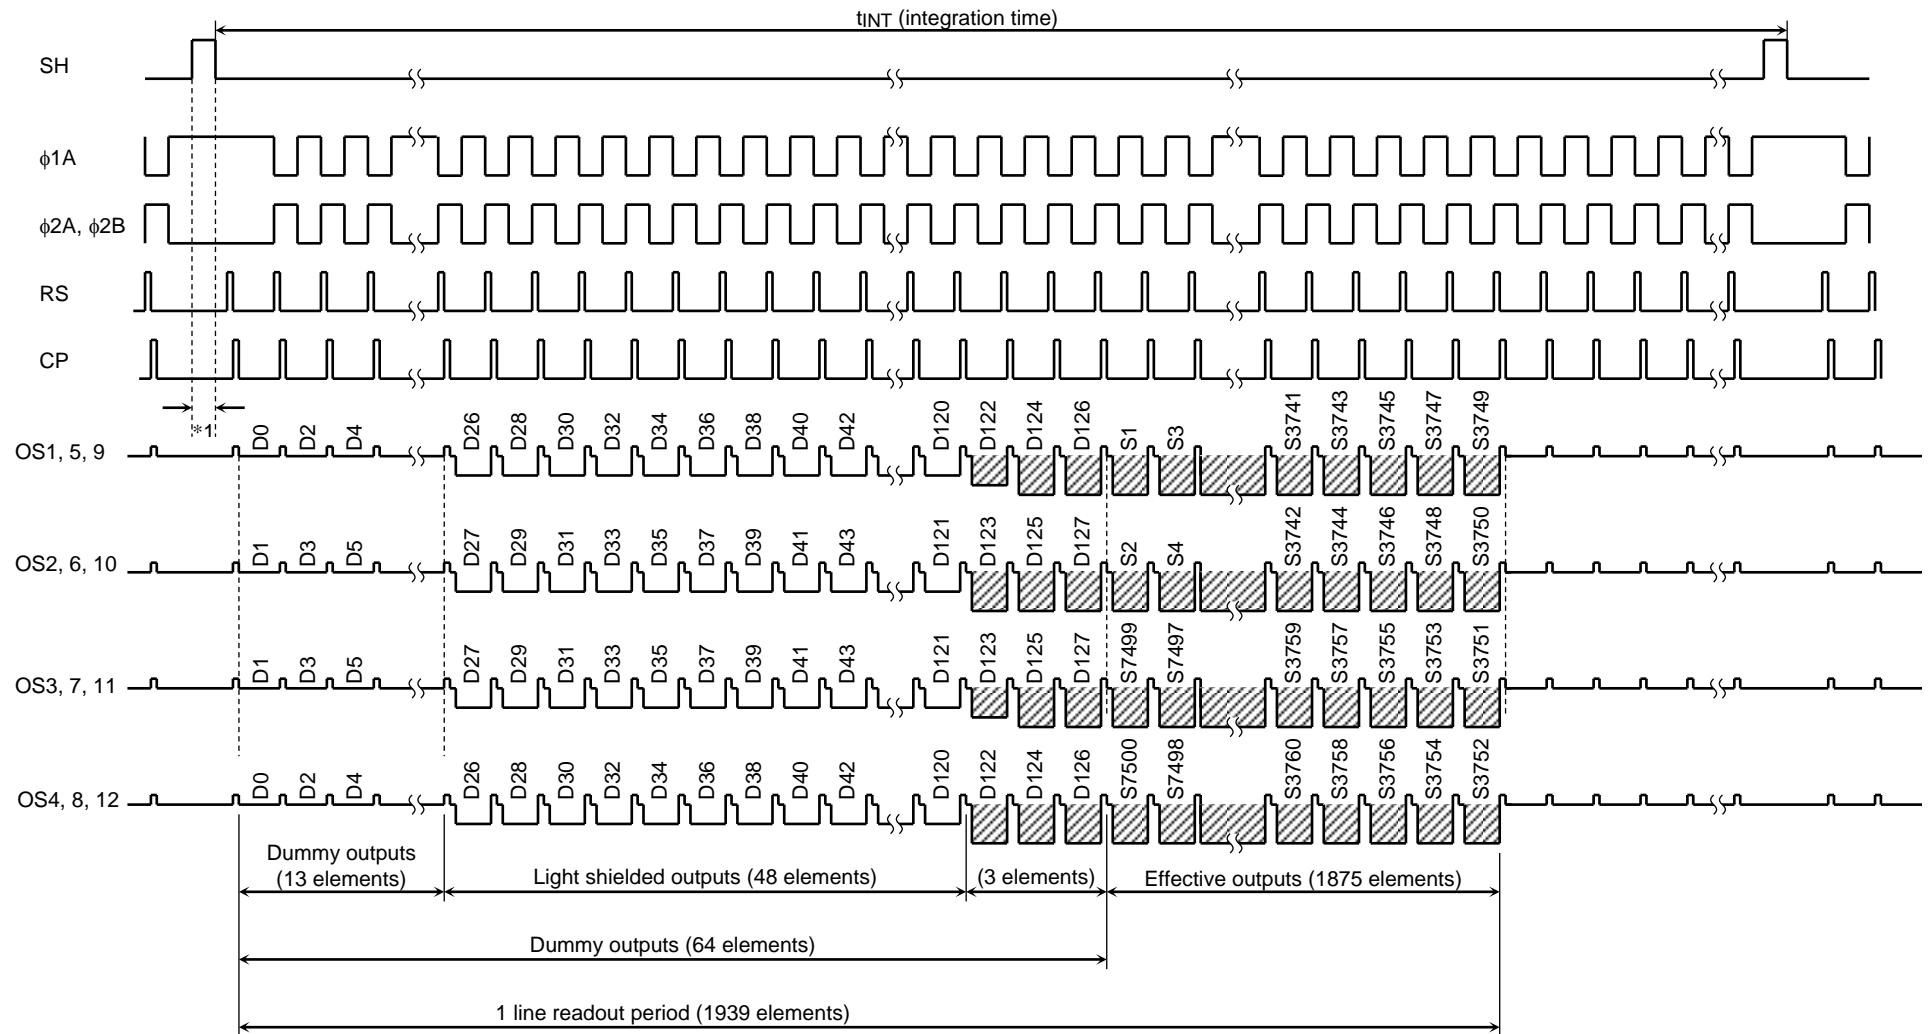 tINT (integration time)
SH
ϕ1A
ϕ2A, ϕ2B
RS
CP
*1
D0 D2 D4 D26 D28 D30 D32 D34 D36 D38 D40 D42 D120 D122 D124 D126 S1 S3 S3741 S3743 S3745 S3747 S3749
OS1, 5, 9
D1 D3 D5 D27 D29 D31 D33 D35 D37 D39 D41 D43 D121 D123 D125 D127 S2 S4 S3742 S3744 S3746 S3748 S3750
OS2, 6, 10
D1 D3 D5 D27 D29 D31 D33 D35 D37 D39 D41 D43 D121 D123 D125 D127 S7499 S7497 S3759 S3757 S3755 S3753 S3751
OS3, 7, 11
D0 D2 D4 D26 D28 D30 D32 D34 D36 D38 D40 D42 D120 D122 D124 D126 S7500 S7498 S3760 S3758 S3756 S3754 S3752
OS4, 8, 12
Dummy outputs
(13 elements)
Light shielded outputs (48 elements)
(3 elements)
Effective outputs (1875 elements)
Dummy outputs (64 elements)
1 line readout period (1939 elements)